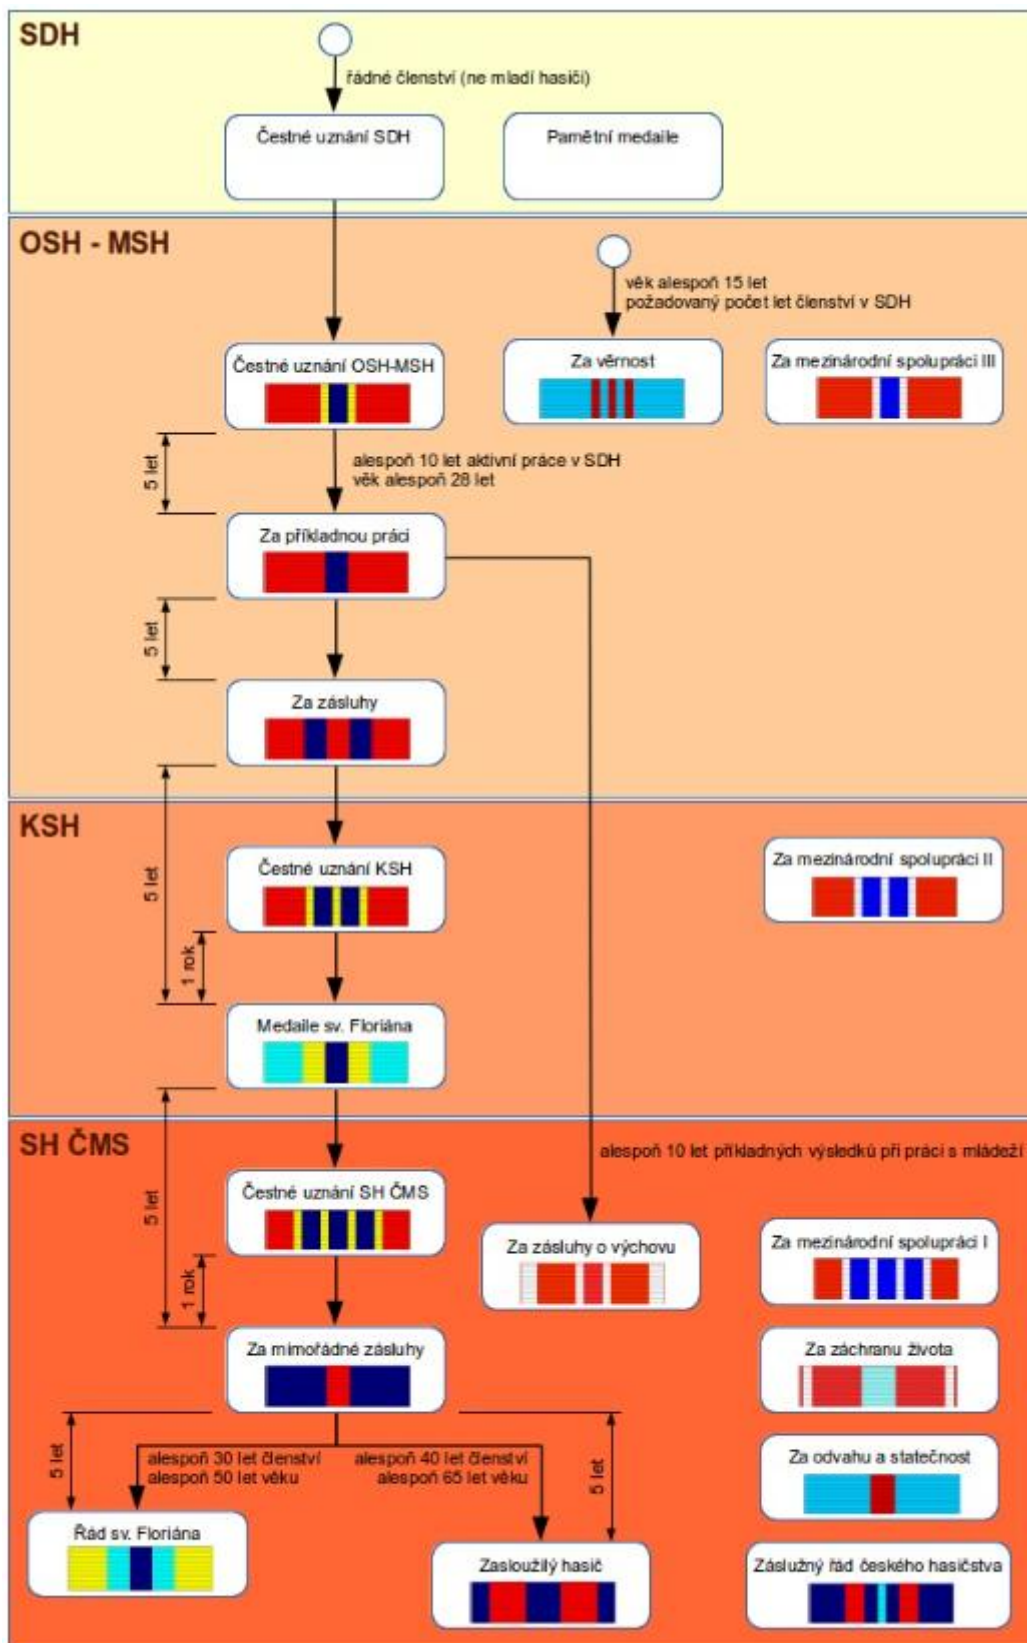 SDH
řádné členství (ne mladí hasiči)
Čestné uznání SDH
Pamětní medaile
OSH - MSH
věk alespoň 15 let
požadovaný počet let členství v SDH
Čestné uznání OSH-MSH
Za věrnost
Za mezinárodní spolupráci III
5 let
alespoň 10 let aktivní práce v SDH
věk alespoň 28 let
Za příkladnou práci
5 let
Za zásluhy
KSH
5 let
Čestné uznání KSH
Za mezinárodní spolupráci II
1 rok
Medaile sv. Floriána
SH ČMS
alespoň 10 let příkladných výsledků při práci s mládeží
5 let
Čestné uznání SH ČMS
Za zásluhy o výchovu
Za mezinárodní spolupráci I
1 rok
Za mimořádné zásluhy
Za záchranu života
5 let
alespoň 30 let členství
alespoň 50 let věku
alespoň 40 let členství
alespoň 65 let věku
5 let
Za odvahu a statečnost
Řád sv. Floriána
Zasloužilý hasič
Záslužný řád českého hasičstva